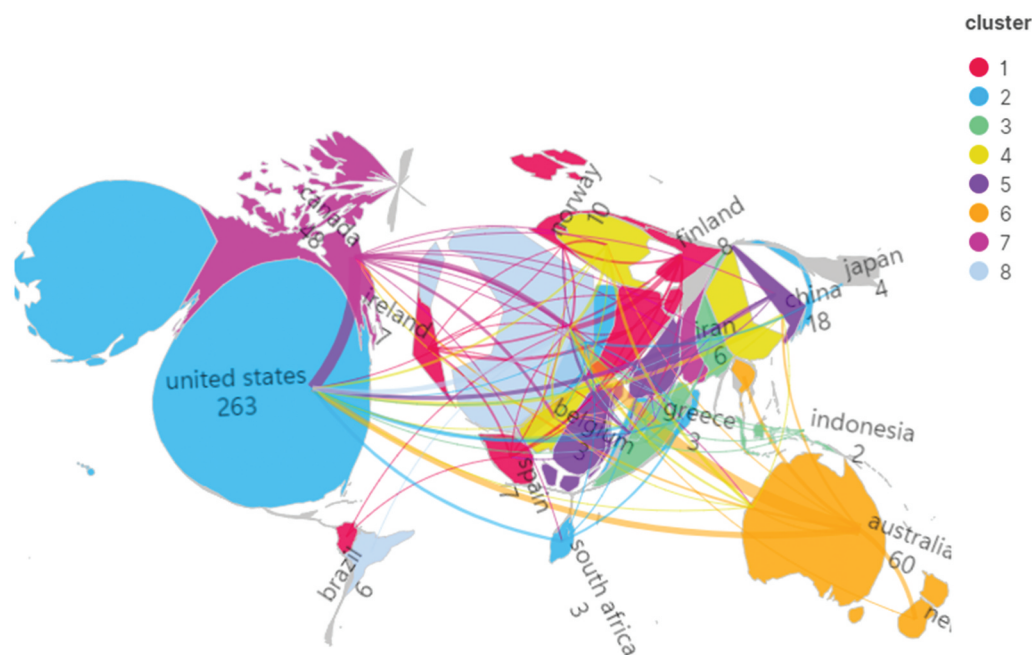 cluster
1
2
3
4
5
6
7
8
canada
48
norway
10
finland
8
japan
4
china
18
ireland
7
iran
6
united states
263
belgium
3
greece
3
indonesia
2
spain
7
australia
60
brazil
6
south africa
3
ne